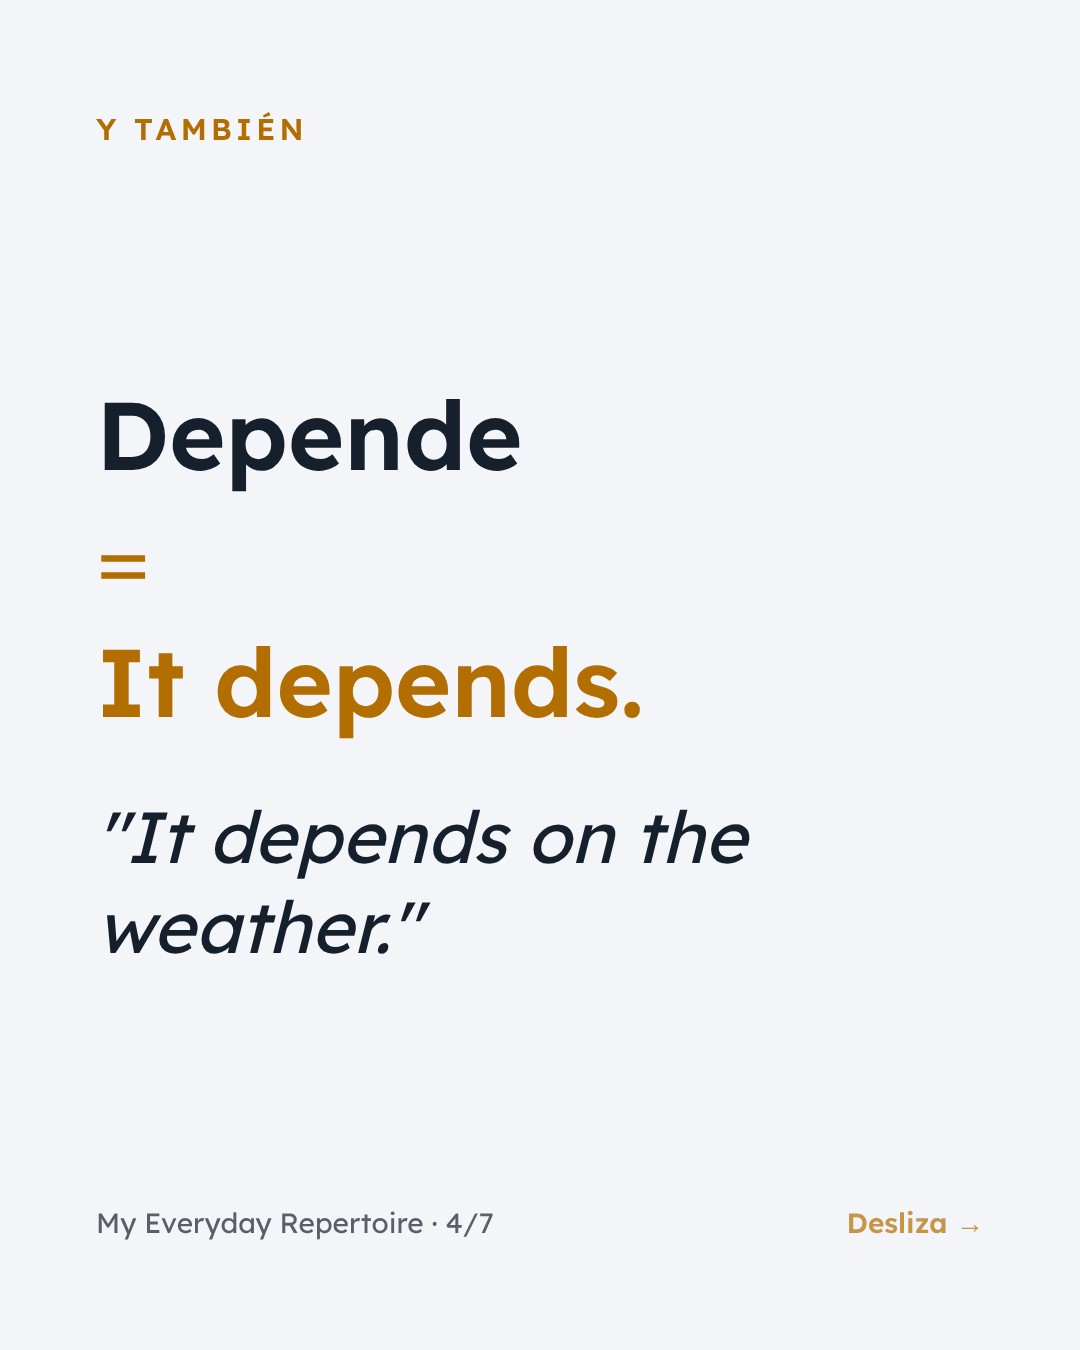 Y TAMBIÉN
Depende
=
It depends.
"It depends on the
weather."
My Everyday Repertoire · 4/7
Desliza →